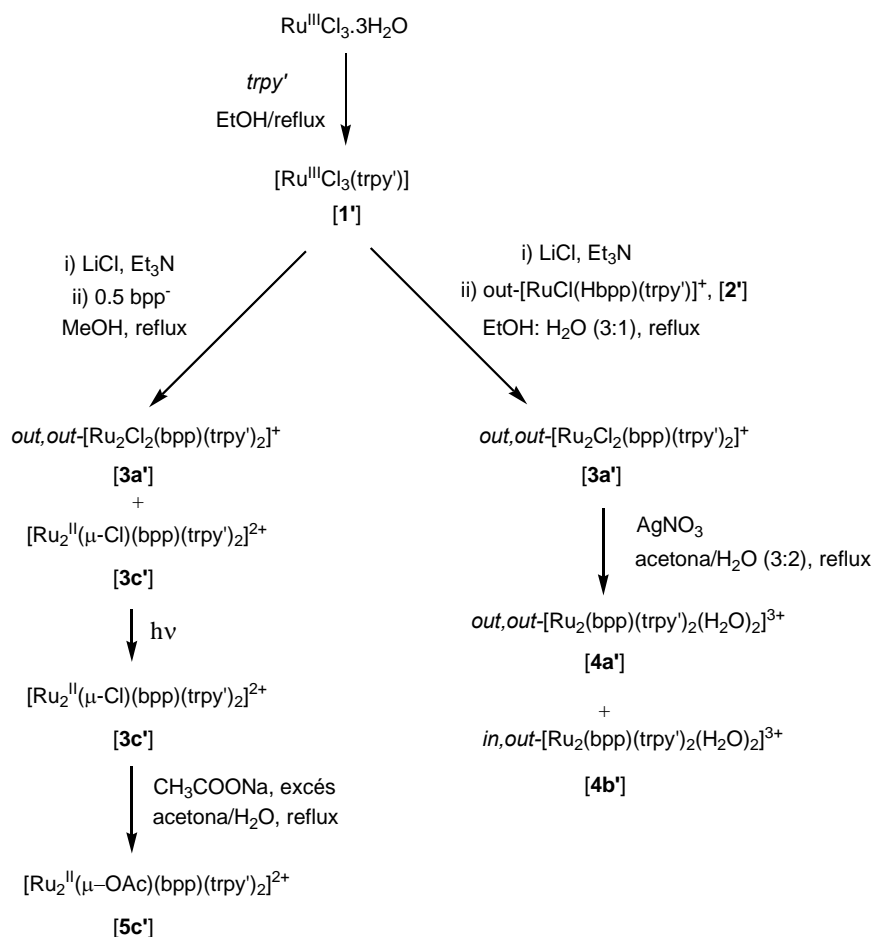 Ru^III Cl₃.3H₂O
trpy'
EtOH/reflux
[Ru^III Cl₃(trpy')]
[1']
i) LiCl, Et₃N
ii) 0.5 bpp⁻
MeOH, reflux
i) LiCl, Et₃N
ii) out-[RuCl(Hbpp)(trpy')]⁺, [2']
EtOH: H₂O (3:1), reflux
out,out-[Ru₂Cl₂(bpp)(trpy')₂]⁺
[3a']
+
[Ru₂^II(μ-Cl)(bpp)(trpy')₂]²⁺
[3c']
hν
[Ru₂^II(μ-Cl)(bpp)(trpy')₂]²⁺
[3c']
CH₃COONa, excés
acetona/H₂O, reflux
[Ru₂^II(μ–OAc)(bpp)(trpy')₂]²⁺
[5c']
out,out-[Ru₂Cl₂(bpp)(trpy')₂]⁺
[3a']
AgNO₃
acetona/H₂O (3:2), reflux
out,out-[Ru₂(bpp)(trpy')₂(H₂O)₂]³⁺
[4a']
+
in,out-[Ru₂(bpp)(trpy')₂(H₂O)₂]³⁺
[4b']